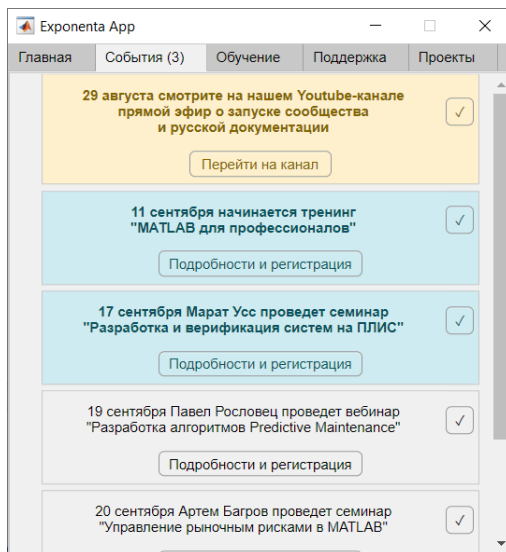 Exponenta App
Главная События (3) Обучение Поддержка Проекты
29 августа смотрите на нашем Youtube-канале
прямой эфир о запуске сообщества
и русской документации
Перейти на канал
11 сентября начинается тренинг
"MATLAB для профессионалов"
Подробности и регистрация
17 сентября Марат Усс проведет семинар
"Разработка и верификация систем на ПЛИС"
Подробности и регистрация
19 сентября Павел Рословец проведет вебинар
"Разработка алгоритмов Predictive Maintenance"
Подробности и регистрация
20 сентября Артем Багров проведет семинар
"Управление рыночным рисками в MATLAB"